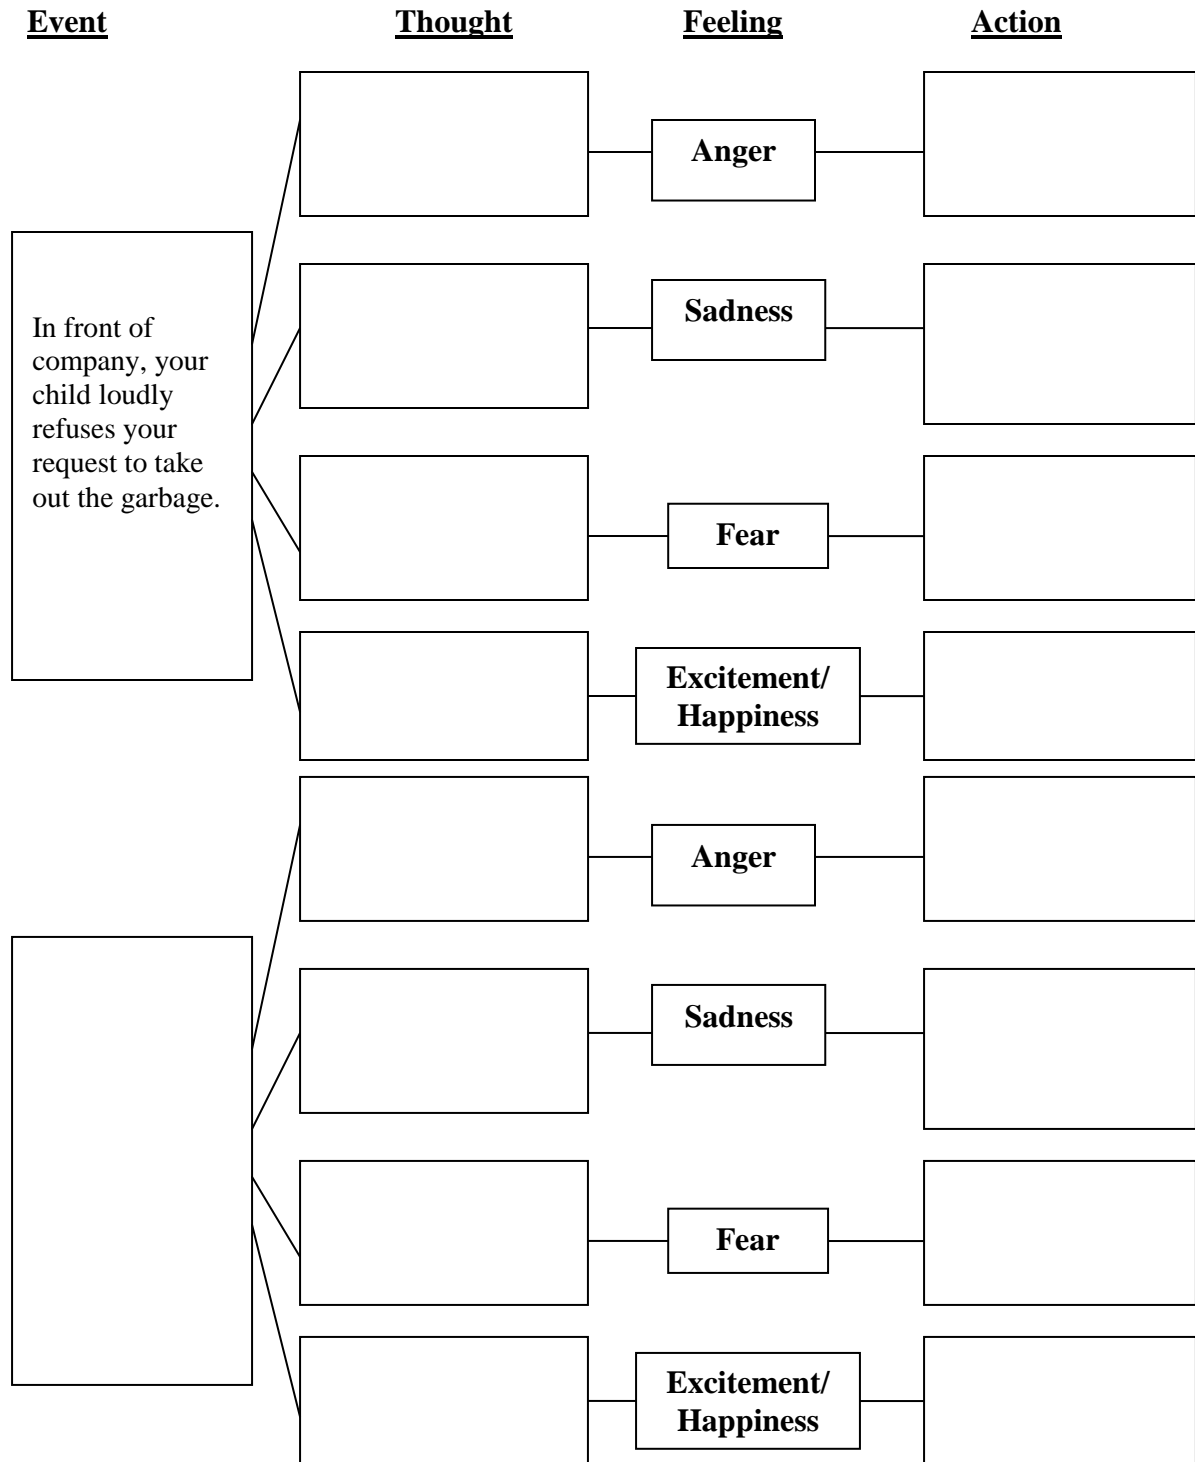 Event Thought Feeling Action
Anger
Sadness
In front of
company, your
child loudly
refuses your
request to take
out the garbage.
Fear
Excitement/
Happiness
Anger
Sadness
Fear
Excitement/
Happiness